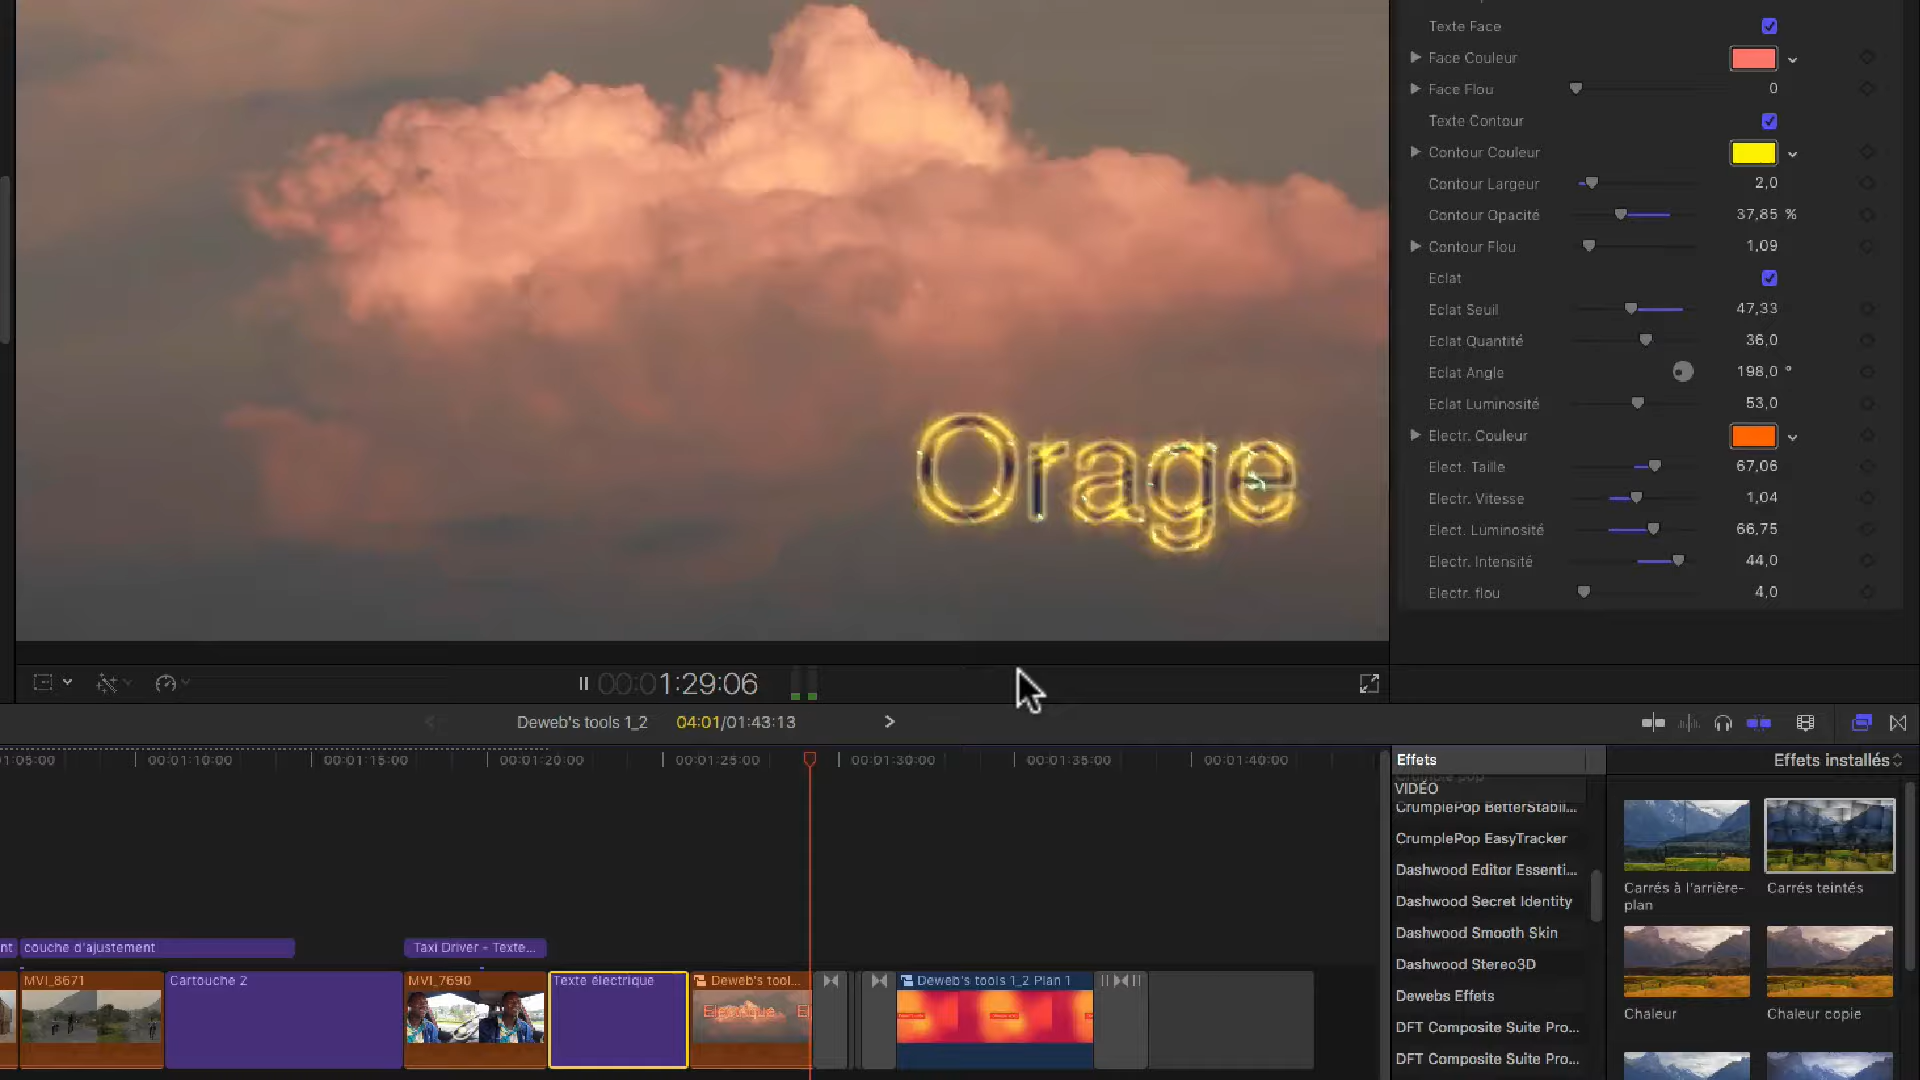 Texte Face
Face Couleur
Face Flou 0
Texte Contour
Contour Couleur
Contour Largeur 2,0
Contour Opacité 37,85 %
Contour Flou 1,09
Eclat
Eclat Seuil 47,33
Eclat Quantité 36,0
Eclat Angle 198,0 °
Eclat Luminosité 53,0
Electr. Couleur
Elect. Taille 67,06
Electr. Vitesse 1,04
Elect. Luminosité 66,75
Electr. Intensité 44,0
Electr. flou 4,0
Orage
00:01:29:06
Deweb's tools 1_2 04:01/01:43:13
1:05:00 00:01:10:00 00:01:15:00 00:01:20:00 00:01:25:00 00:01:30:00 00:01:35:00 00:01:40:00
nt couche d'ajustement Taxi Driver - Texte...
MVI_8671 Cartouche 2 MVI_7690 Texte électrique Deweb's tool... Deweb's tools 1_2 Plan 1
Effets
VIDÉO
CrumplePop BetterStabil...
CrumplePop EasyTracker
Dashwood Editor Essenti...
Dashwood Secret Identity
Dashwood Smooth Skin
Dashwood Stereo3D
Dewebs Effets
DFT Composite Suite Pro...
DFT Composite Suite Pro...
Effets installés
Carrés à l'arrière-
plan
Carrés teintés
Chaleur
Chaleur copie